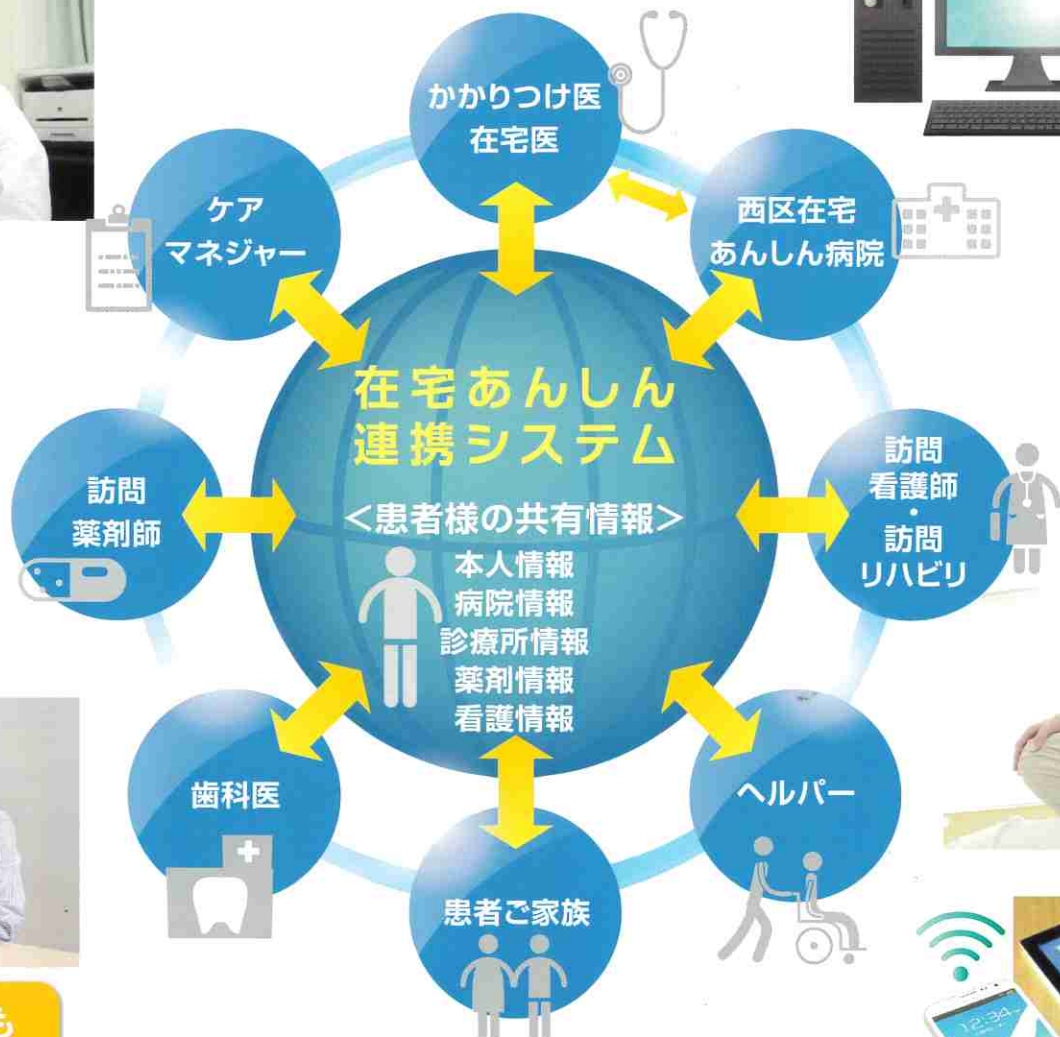 かかりつけ医
在宅医
西区在宅
あんしん病院
ケア
マネジャー
在宅あんしん
連携システム
<患者様の共有情報>
本人情報
病院情報
診療所情報
薬剤情報
看護情報
訪問
看護師
・
訪問
リハビリ
訪問
薬剤師
歯科医
ヘルパー
患者ご家族
も
12:34